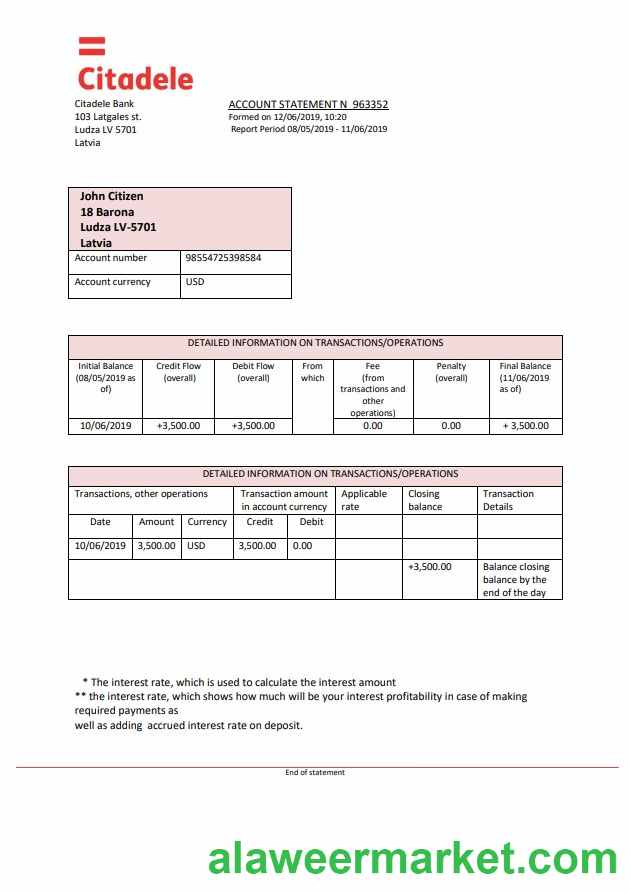 Citadele
Citadele Bank
103 Latgales st.
Ludza LV 5701
Latvia
ACCOUNT STATEMENT N 963352
Formed on 12/06/2019, 10:20
Report Period 08/05/2019 - 11/06/2019
John Citizen
18 Barona
Ludza LV-5701
Latvia
Account number 98554725398584
Account currency USD
DETAILED INFORMATION ON TRANSACTIONS/OPERATIONS
Initial Balance
(08/05/2019 as
of)
Credit Flow
(overall)
Debit Flow
(overall)
From
which
Fee
(from
transactions and
other
operations)
Penalty
(overall)
Final Balance
(11/06/2019
as of)
10/06/2019 +3,500.00 +3,500.00 0.00 0.00 + 3,500.00
DETAILED INFORMATION ON TRANSACTIONS/OPERATIONS
Transactions, other operations
Transaction amount
in account currency
Applicable
rate
Closing
balance
Transaction
Details
Date Amount Currency Credit Debit
10/06/2019 3,500.00 USD 3,500.00 0.00
+3,500.00
Balance closing
balance by the
end of the day
* The interest rate, which is used to calculate the interest amount
** the interest rate, which shows how much will be your interest profitability in case of making
required payments as
well as adding accrued interest rate on deposit.
End of statement
alaweermarket.com